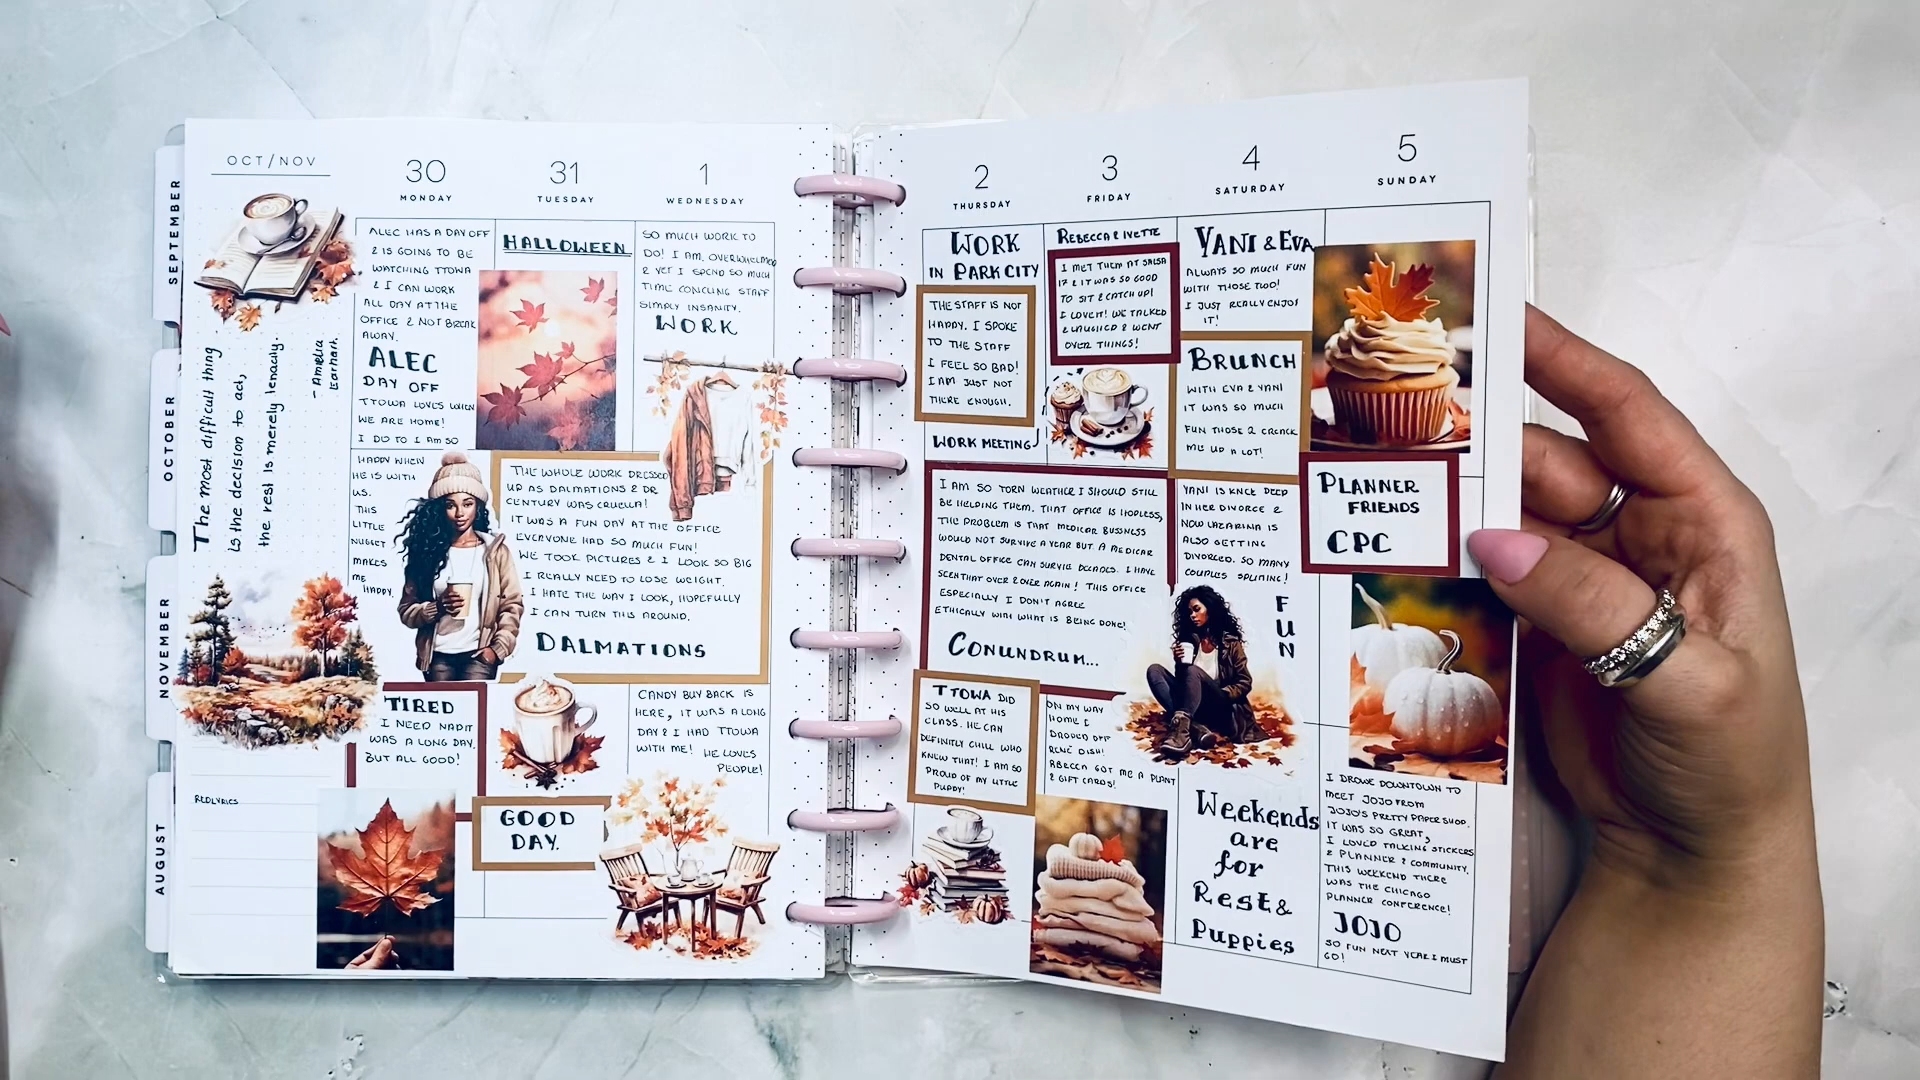 SEPTEMBER
OCTOBER
NOVEMBER
AUGUST
OCT/NOV
The most difficult thing
is the decision to act,
the rest is merely tenacity.
- Amelia
Earhart.
REDLYRICS
30
MONDAY
ALEC HAS A DAY OFF
& IS GOING TO BE
WATCHING TTOWA
& I CAN WORK
ALL DAY AT THE
OFFICE & NOT BREAK
AWAY.
ALEC
DAY OFF
TTOWA LOVES WHEN
WE ARE HOME!
I DO TO I AM SO
HAPPY WHEN
HE IS WITH
US.
THIS
LITTLE
NUGGET
MAKES
ME
HAPPY.
TIRED
I NEED NADIT
WAS A LONG DAY.
BUT ALL GOOD!
31
TUESDAY
HALLOWEEN
THE WHOLE WORK DRESSED
UP AS DALMATIONS & DR
CENTURY WAS CRUELLA!
IT WAS A FUN DAY AT THE OFFICE
EVERYONE HAD SO MUCH FUN!
WE TOOK PICTURES & I LOOK SO BIG
I REALLY NEED TO LOSE WEIGHT.
I HATE THE WAY I LOOK, HOPEFULLY
I CAN TURN THIS AROUND.
DALMATIONS
GOOD
DAY.
1
WEDNESDAY
SO MUCH WORK TO
DO! I AM OVERWHELMED
& YET I SPEND SO MUCH
TIME CONCLING STAFF
SIMPLY INSANITY.
WORK
CANDY BUY BACK IS
HERE, IT WAS A LONG
DAY & I HAD TTOWA
WITH ME! HE LOVES
PEOPLE!
2
THURSDAY
WORK
IN PARK CITY
THE STAFF IS NOT
HAPPY. I SPOKE
TO THE STAFF
I FEEL SO BAD!
I AM JUST NOT
THERE ENOUGH.
WORK MEETING
I AM SO TORN WEATHER I SHOULD STILL
BE HELPING THEM. THAT OFFICE IS HOPLESS,
THE PROBLEM IS THAT MEDICAR BUSSINESS
WOULD NOT SURVIVE A YEAR BUT A MEDICAR
DENTAL OFFICE CAN SURVIE DECADES. I HAVE
SEEN THAT OVER & OVER AGAIN! THIS OFFICE
ESPECIALLY I DON'T AGREE
ETHICALLY WITH WHAT IS BEING DONE!
CONUNDRUM...
TTOWA DID
SO WELL AT HIS
CLASS. HE CAN
DEFINITLY CHILL WHO
KNEW THAT! I AM SO
PROUD OF MY LITTLE
PUPPY!
3
FRIDAY
REBECCA & IVETTE
I MET THEM AT SALSA
17 & IT WAS SO GOOD
TO SIT & CATCH UP!
I LOVE IT! WE TALKED
& LAUGHED & WENT
OVER THINGS!
ON MY WAY
HOME I
DROPED OFF
RENE DISH!
RBECCA GOT ME A PLANT
& GIFT CARDS!
4
SATURDAY
YANI & EVA
ALWAYS SO MUCH FUN
WITH THOSE TWO!
I JUST REALLY ENJOY
IT!
BRUNCH
WITH EVA & YANI
IT WAS SO MUCH
FUN THOSE 2 CRACK
ME UP A LOT!
YANI IS KNEE DEEP
IN HER DIVORCE &
NOW LAZARINA IS
ALSO GETTING
DIVORCED. SO MANY
COUPLES SPLITING!
FUN
Weekends
are
for
Rest &
Puppies
5
SUNDAY
PLANNER
FRIENDS
CPC
I DROVE DOWNTOWN TO
MEET JOJO FROM
JOJO'S PRETTY PAPER SHOP.
IT WAS SO GREAT,
I LOVED TALKING STICKERS
& PLANNER & COMMUNITY.
THIS WEEKEND THERE
WAS THE CHICAGO
PLANNER CONFERENCE!
JOJO
SO FUN NEXT YEAR I MUST
GO!